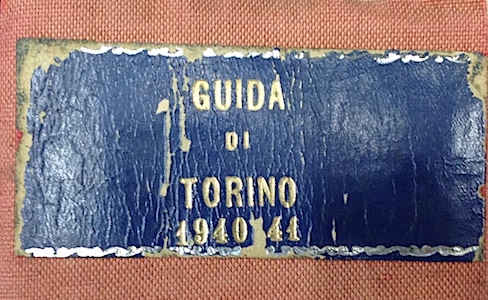 GUIDA
DI
TORINO
1940 41